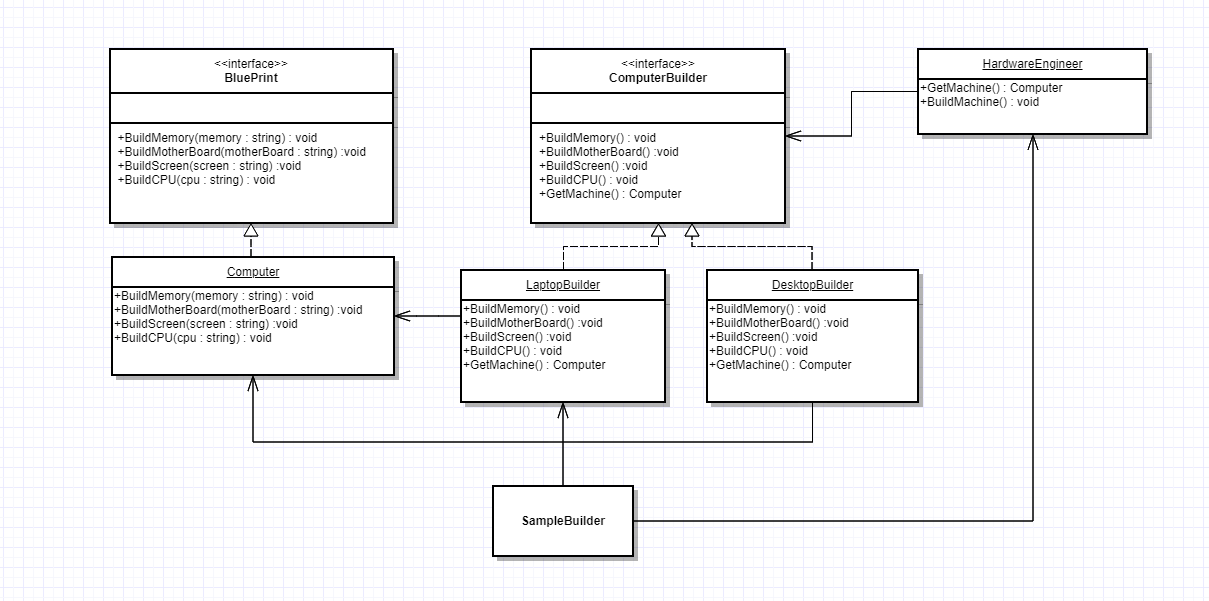 <<interface>>
BluePrint
+BuildMemory(memory : string) : void
+BuildMotherBoard(motherBoard : string) :void
+BuildScreen(screen : string) :void
+BuildCPU(cpu : string) : void
<<interface>>
ComputerBuilder
+BuildMemory() : void
+BuildMotherBoard() :void
+BuildScreen() :void
+BuildCPU() : void
+GetMachine() : Computer
HardwareEngineer
+GetMachine() : Computer
+BuildMachine() : void
Computer
+BuildMemory(memory : string) : void
+BuildMotherBoard(motherBoard : string) :void
+BuildScreen(screen : string) :void
+BuildCPU(cpu : string) : void
LaptopBuilder
+BuildMemory() : void
+BuildMotherBoard() :void
+BuildScreen() :void
+BuildCPU() : void
+GetMachine() : Computer
DesktopBuilder
+BuildMemory() : void
+BuildMotherBoard() :void
+BuildScreen() :void
+BuildCPU() : void
+GetMachine() : Computer
SampleBuilder